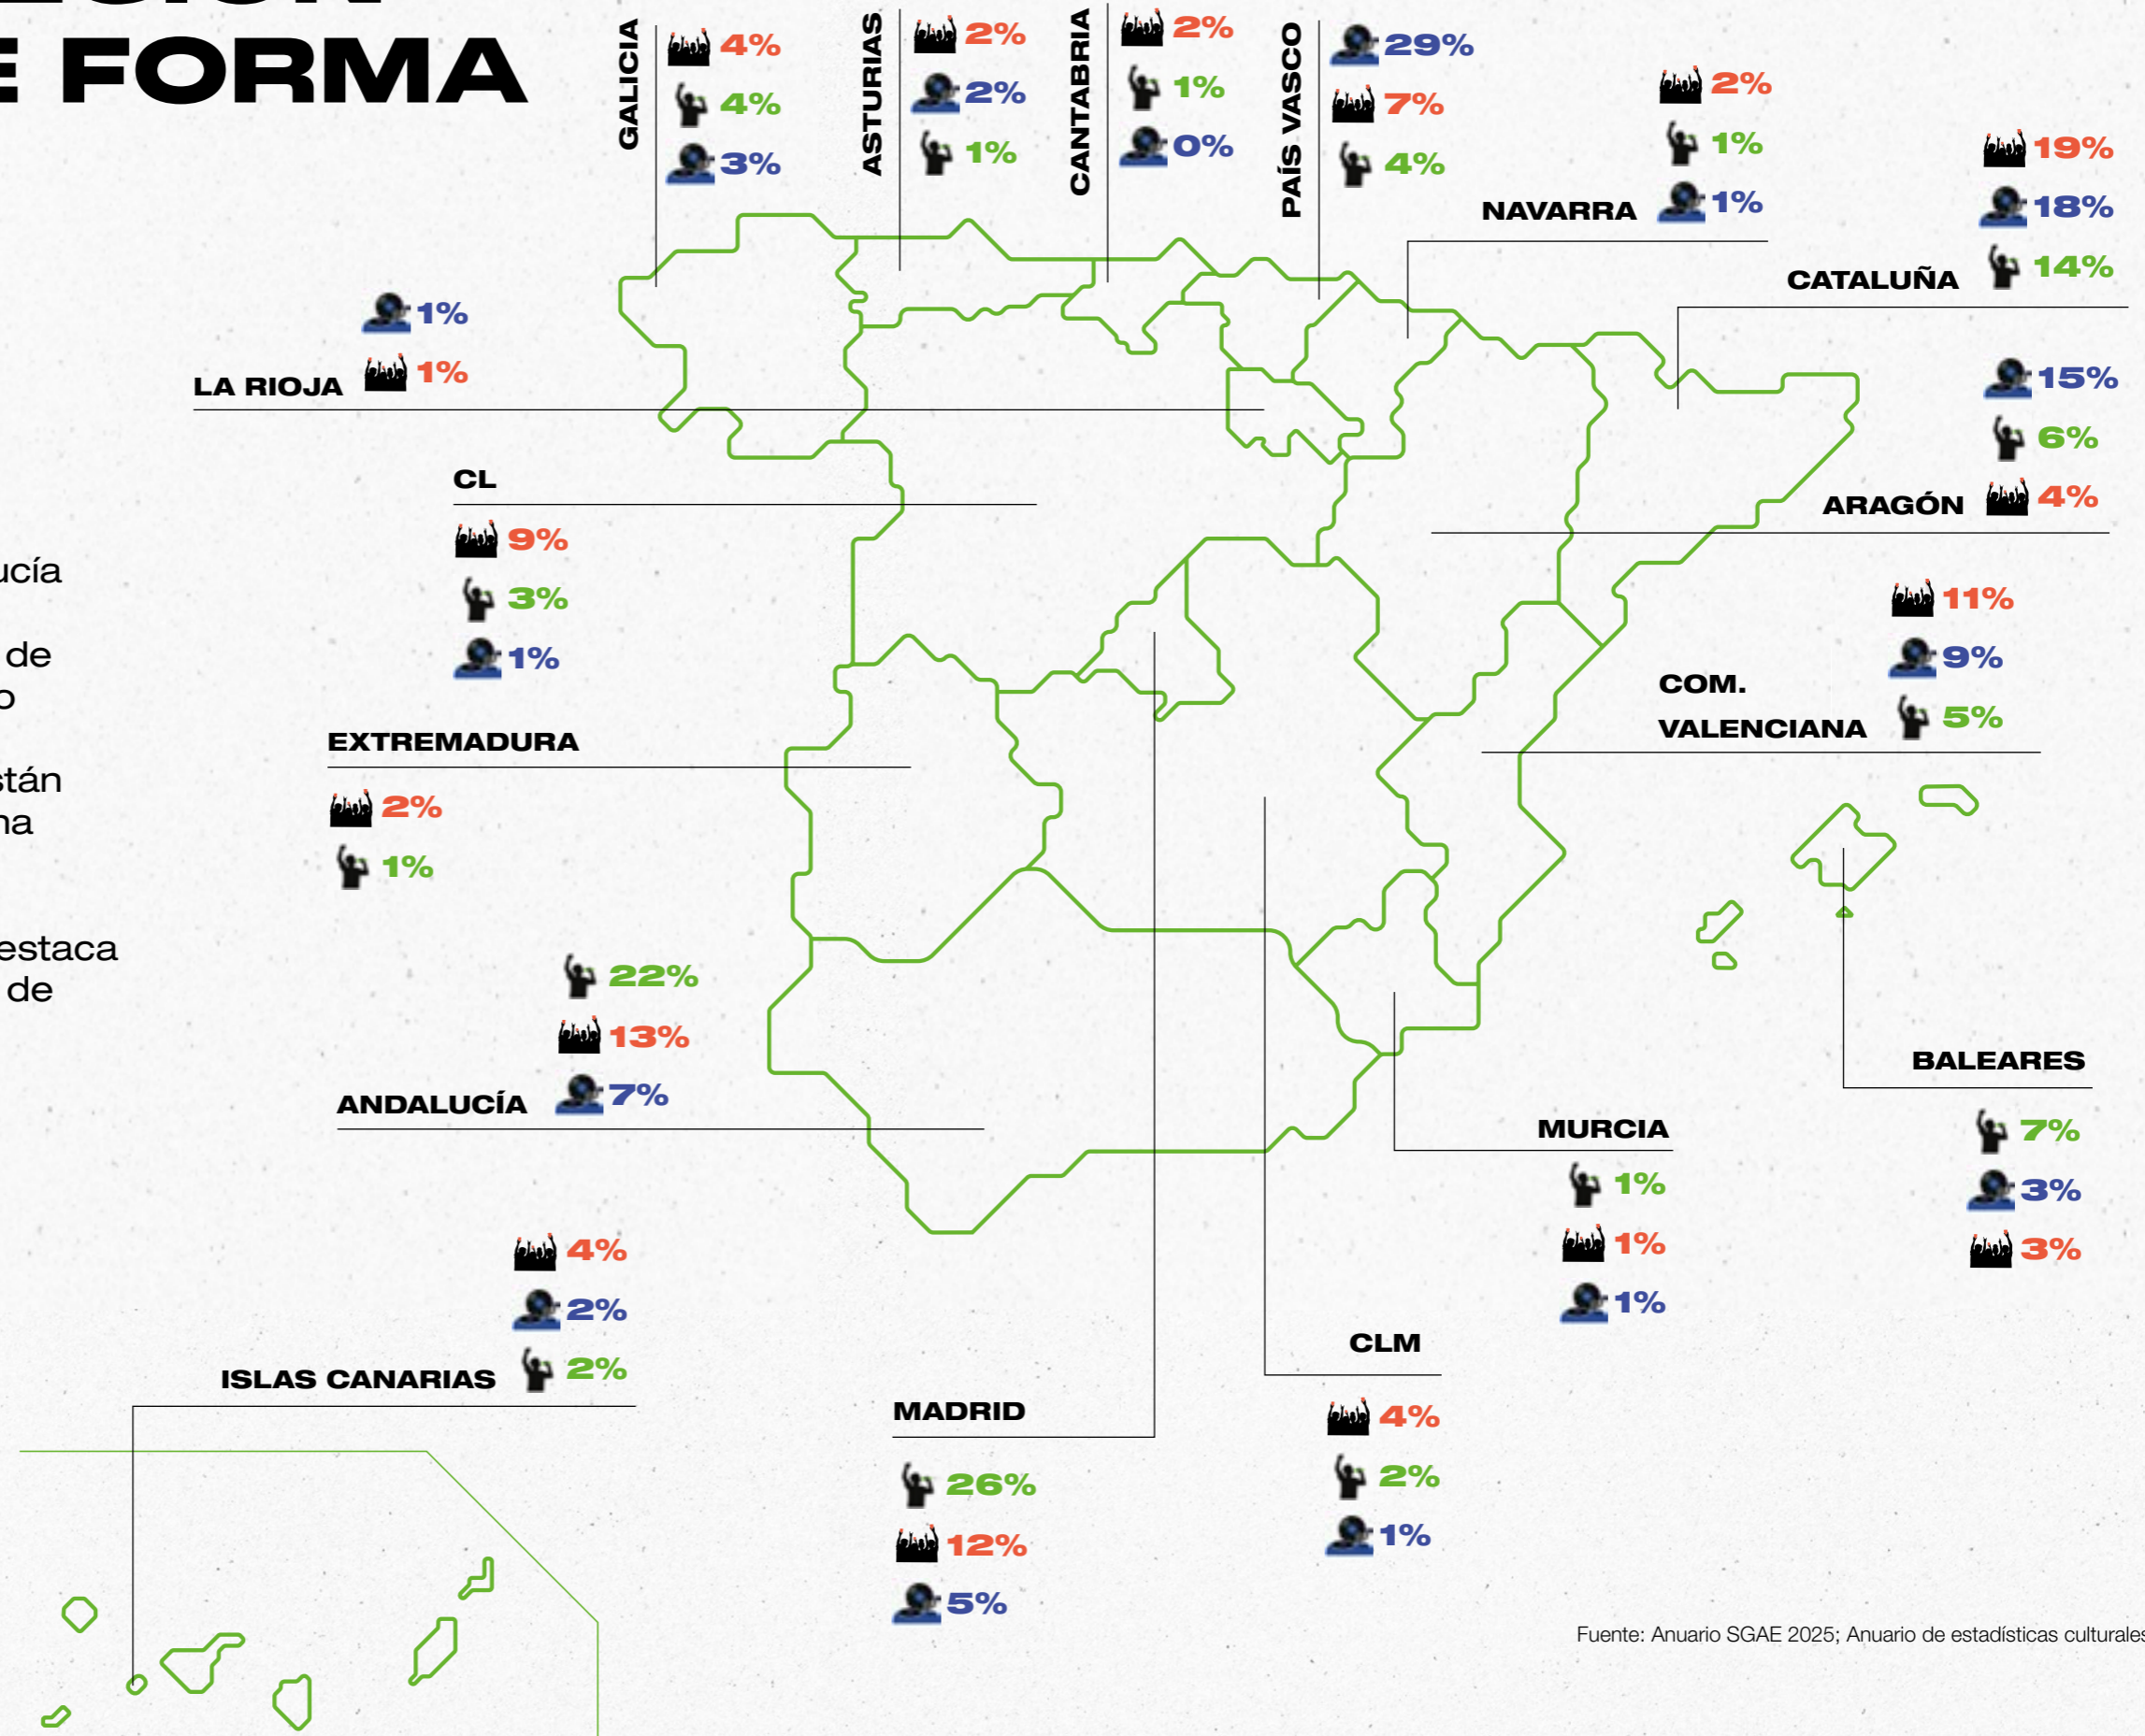 E FORMA
GALICIA
4%
4%
3%
ASTURIAS
2%
2%
1%
CANTABRIA
2%
1%
0%
PAÍS VASCO
29%
7%
4%
NAVARRA
2%
1%
1%
CATALUÑA
19%
18%
14%
LA RIOJA
1%
1%
ARAGÓN
15%
6%
4%
CL
9%
3%
1%
COM.
VALENCIANA
11%
9%
5%
ucía
de
o
stán
na
estaca
de
EXTREMADURA
2%
1%
ANDALUCÍA
22%
13%
7%
BALEARES
7%
3%
3%
MURCIA
1%
1%
1%
ISLAS CANARIAS
4%
2%
2%
CLM
4%
2%
1%
MADRID
26%
12%
5%
Fuente: Anuario SGAE 2025; Anuario de estadísticas culturales